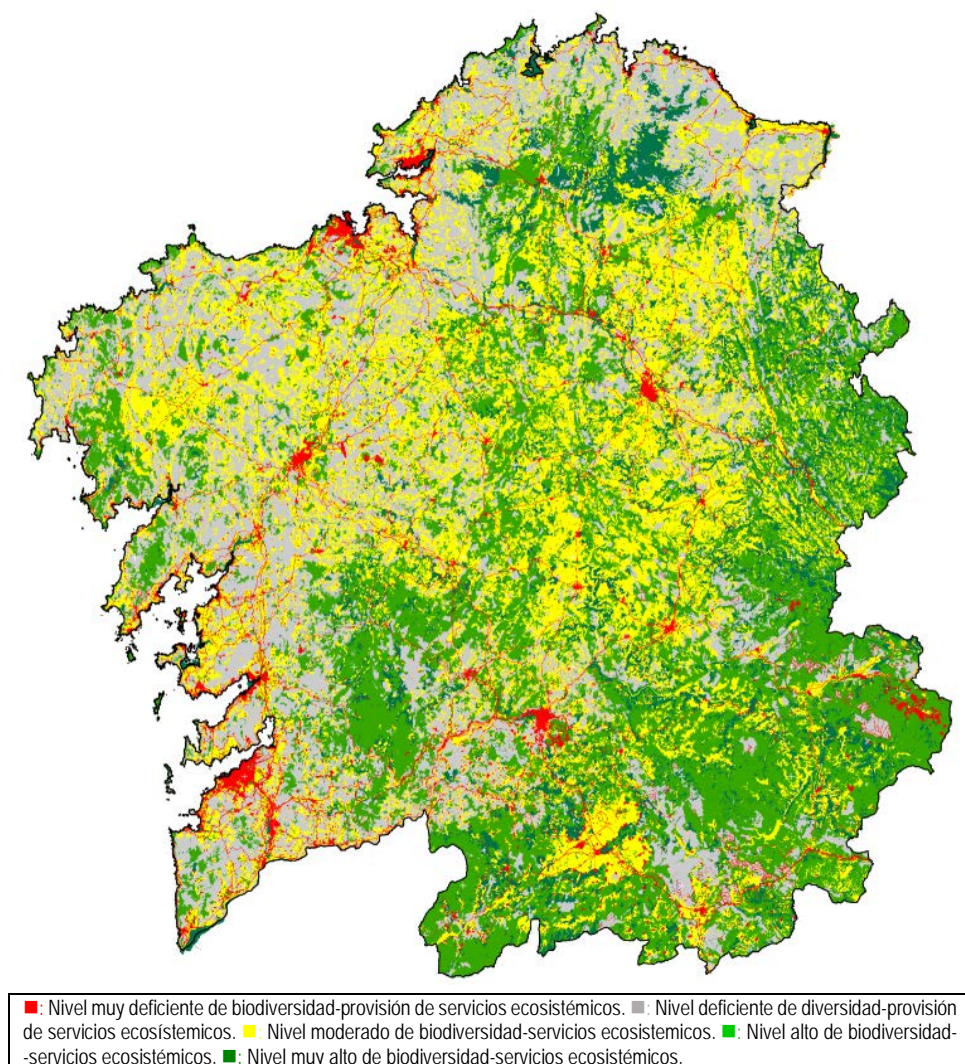 ■: Nivel muy deficiente de biodiversidad-provisión de servicios ecosistémicos. ■: Nivel deficiente de diversidad-provisión
de servicios ecosístemicos. ■: Nivel moderado de biodiversidad-servicios ecosistemicos. ■: Nivel alto de biodiversidad-
-servicios ecosistémicos. ■: Nivel muy alto de biodiversidad-servicios ecosistémicos.